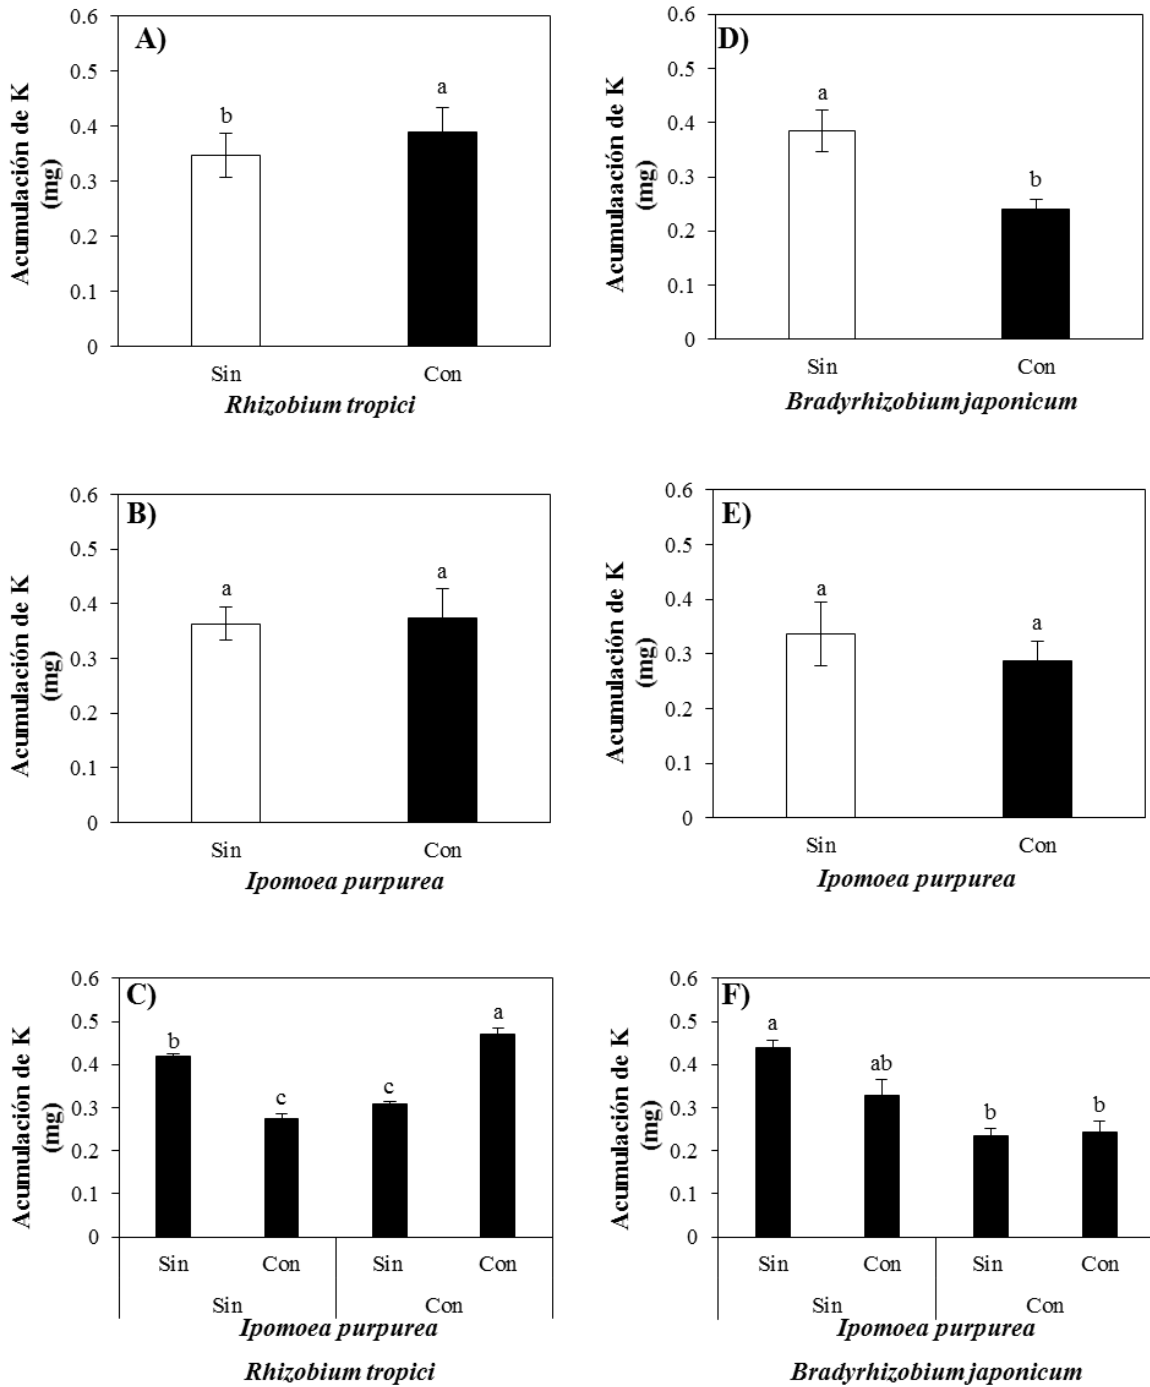 A)
Acumulación de K
(mg)
0.6
0.5
0.4
0.3
0.2
0.1
0
b
a
Sin
Con
Rhizobium tropici
D)
Acumulaación de K
(mg)
0.6
0.5
0.4
0.3
0.2
0.1
0
a
b
Sin
Con
Bradyrhizobium japonicum
B)
Acumulación de K
(mg)
0.6
0.5
0.4
0.3
0.2
0.1
0
a
a
Sin
Con
Ipomoea purpurea
E)
Acumulación de K
(mg)
0.6
0.5
0.4
0.3
0.2
0.1
0
a
a
Sin
Con
Ipomoea purpurea
C)
Acumulación de K
(mg)
0.6
0.5
0.4
0.3
0.2
0.1
0
b
c
c
a
Sin Con Sin Con
Sin Con
Ipomoea purpurea
Rhizobium tropici
F)
Acumulación de K
(mg)
0.6
0.5
0.4
0.3
0.2
0.1
0
a
ab
b
b
Sin Con Sin Con
Sin Con
Ipomoea purpurea
Bradyrhizobium japonicum